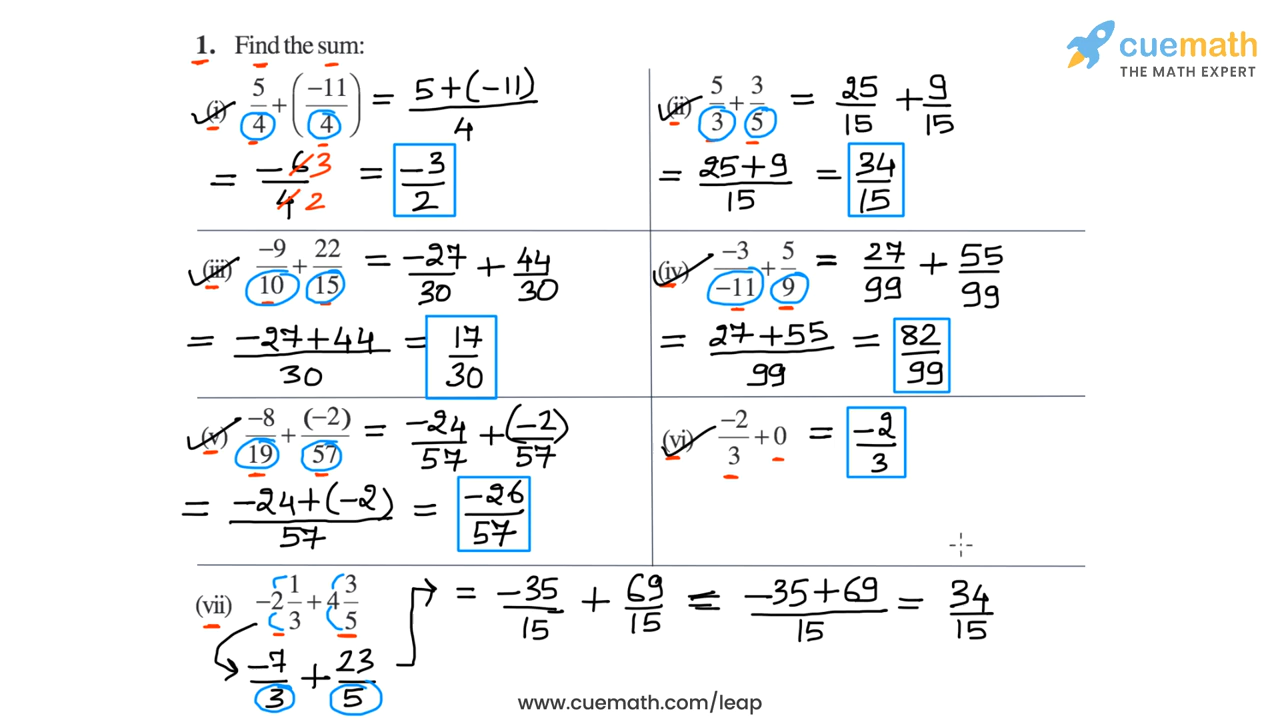 cuemath
THE MATH EXPERT
1. Find the sum:
(i) 5/4 + (-11/4) = 5+(-11)/4
= -6/4 3/2 = -3/2
(ii) 5/3 + 3/5 = 25/15 + 9/15
= 25+9/15 = 34/15
(iii) -9/10 + 22/15 = -27/30 + 44/30
= -27+44/30 = 17/30
(iv) -3/-11 + 5/9 = 27/99 + 55/99
= 27+55/99 = 82/99
(v) -8/19 + (-2)/57 = -24/57 + (-2/57)
= -24+(-2)/57 = -26/57
(vi) -2/3 + 0 = -2/3
(vii) -2 1/3 + 4 3/5 = -35/15 + 69/15 = -35+69/15 = 34/15
-7/3 + 23/5
www.cuemath.com/leap